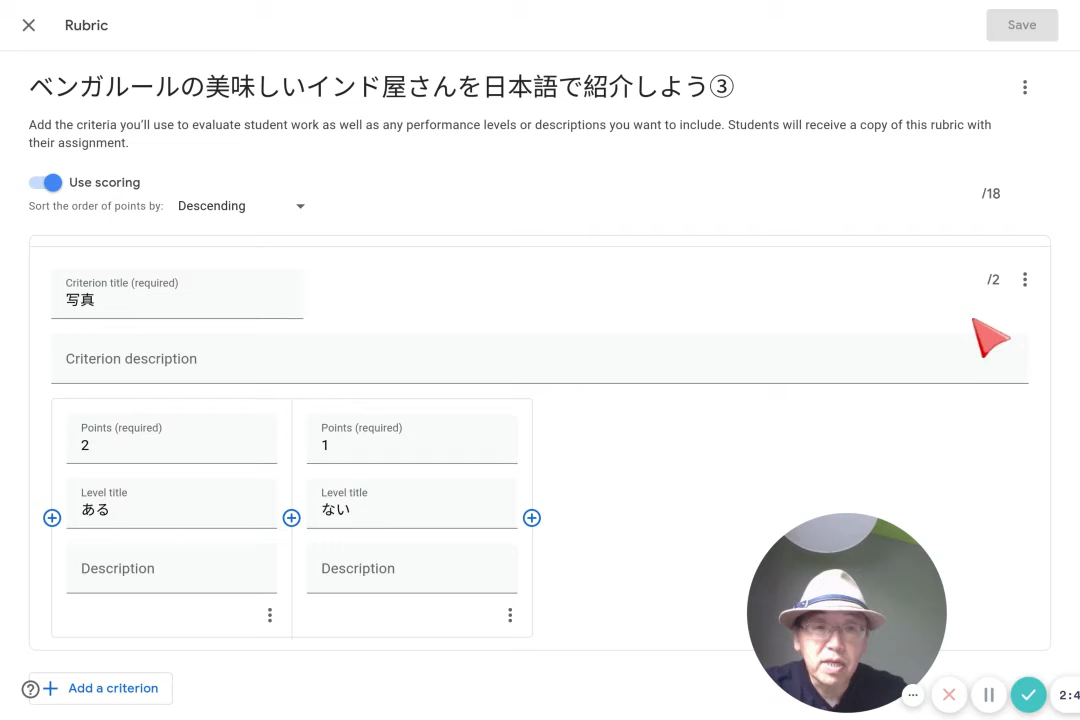 Rubric
Save
ベンガルールの美味しいインド屋さんを日本語で紹介しよう③
Add the criteria you'll use to evaluate student work as well as any performance levels or descriptions you want to include. Students will receive a copy of this rubric with
their assignment.
Use scoring
Sort the order of points by: Descending
/18
Criterion title (required)
写真
/2
Criterion description
Points (required)
2
Points (required)
1
Level title
ある
Level title
ない
Description
Description
Add a criterion
2:4